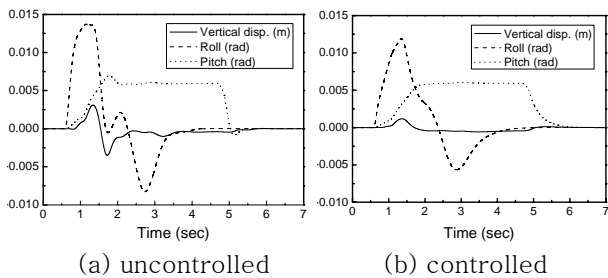 0.015
0.010
0.005
0.000
-0.005
-0.010
Vertical disp. (m)
Roll (rad)
Pitch (rad)
0 1 2 3 4 5 6 7
Time (sec)
(a) uncontrolled
0.015
0.010
0.005
0.000
-0.005
-0.010
Vertical disp. (m)
Roll (rad)
Pitch (rad)
0 1 2 3 4 5 6 7
Time (sec)
(b) controlled